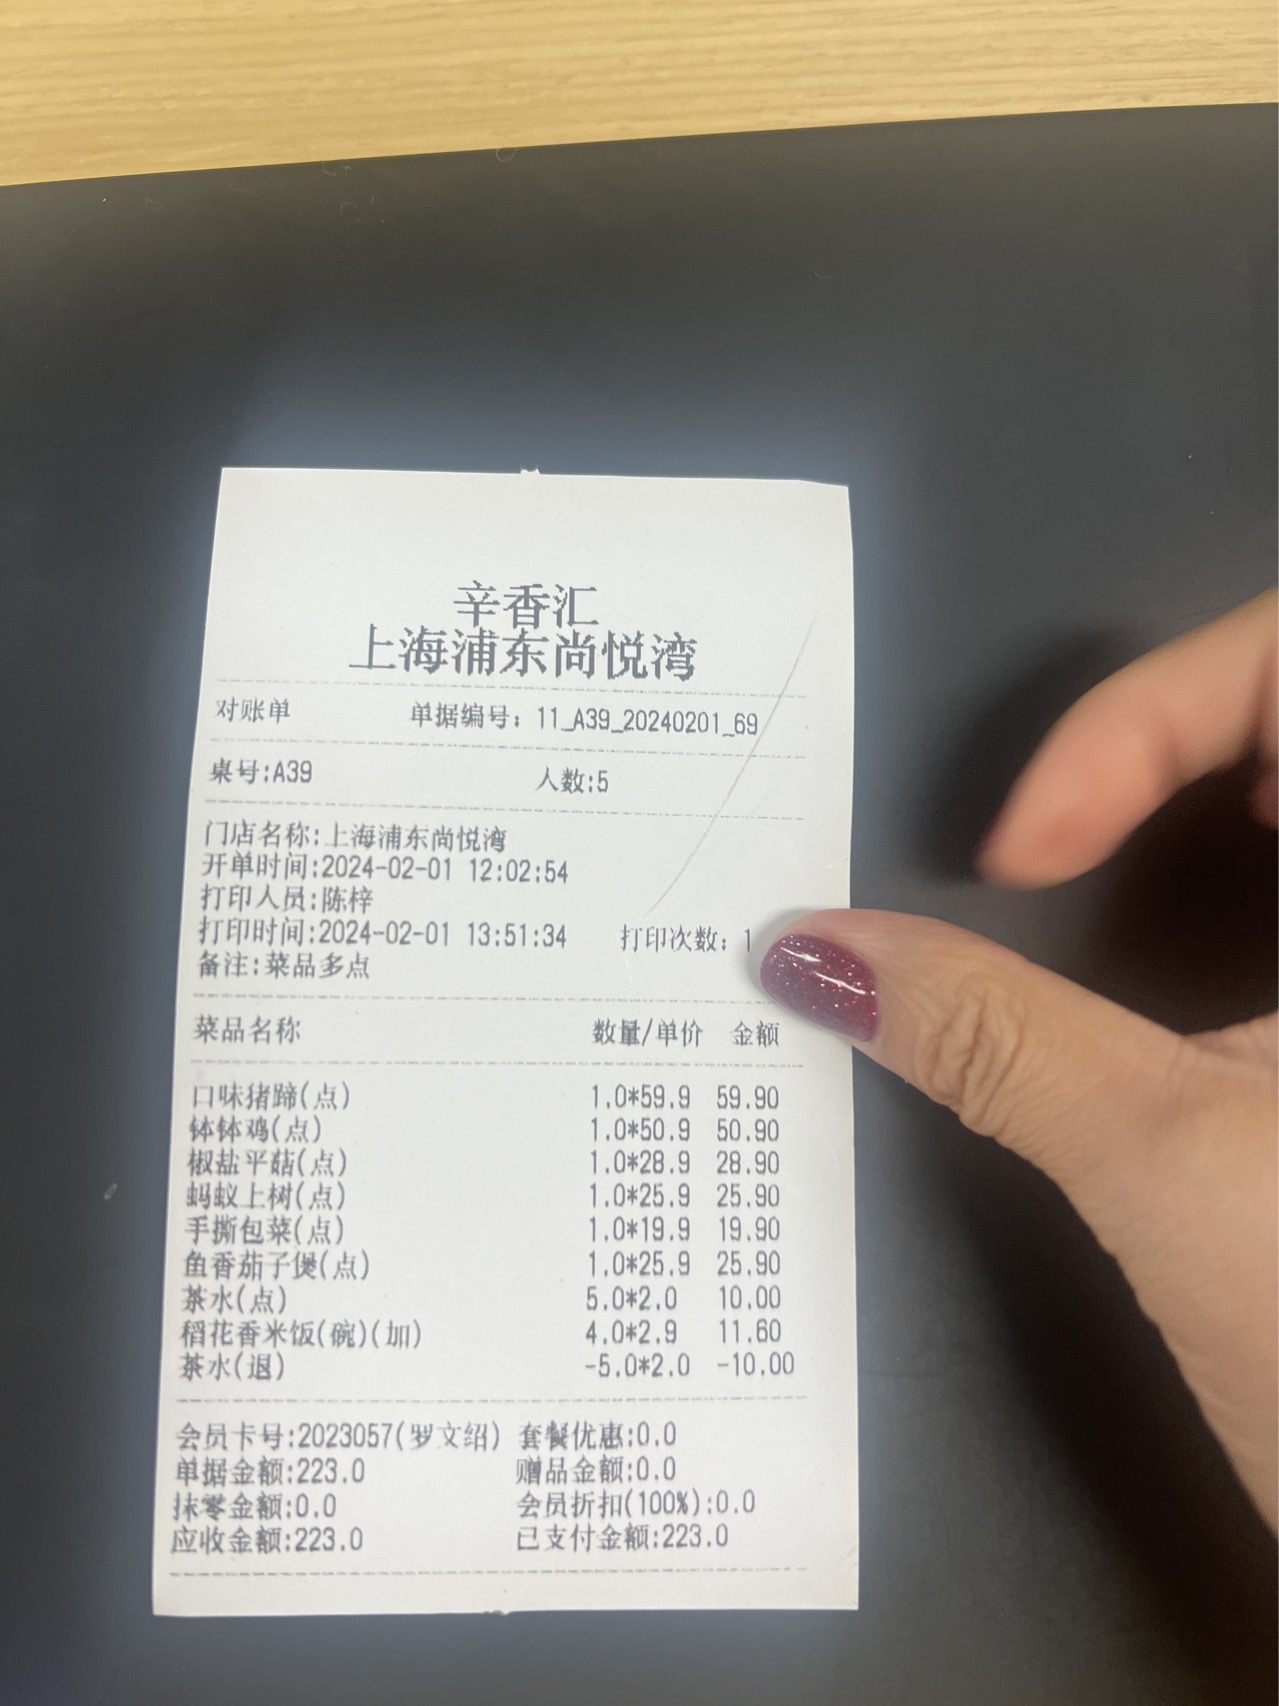 辛香汇
上海浦东尚悦湾
对账单 单据编号：11_A39_20240201_69
桌号:A39 人数:5
门店名称:上海浦东尚悦湾
开单时间:2024-02-01 12:02:54
打印人员:陈梓
打印时间:2024-02-01 13:51:34 打印次数：1
备注:菜品多点
菜品名称 数量/单价 金额
口味猪蹄(点) 1.0*59.9 59.90
钵钵鸡(点) 1.0*50.9 50.90
椒盐平菇(点) 1.0*28.9 28.90
蚂蚁上树(点) 1.0*25.9 25.90
手撕包菜(点) 1.0*19.9 19.90
鱼香茄子煲(点) 1.0*25.9 25.90
茶水(点) 5.0*2.0 10.00
稻花香米饭(碗)(加) 4.0*2.9 11.60
茶水(退) -5.0*2.0 -10.00
会员卡号:2023057(罗文绍) 套餐优惠:0.0
单据金额:223.0 赠品金额:0.0
抹零金额:0.0 会员折扣(100%):0.0
应收金额:223.0 已支付金额:223.0